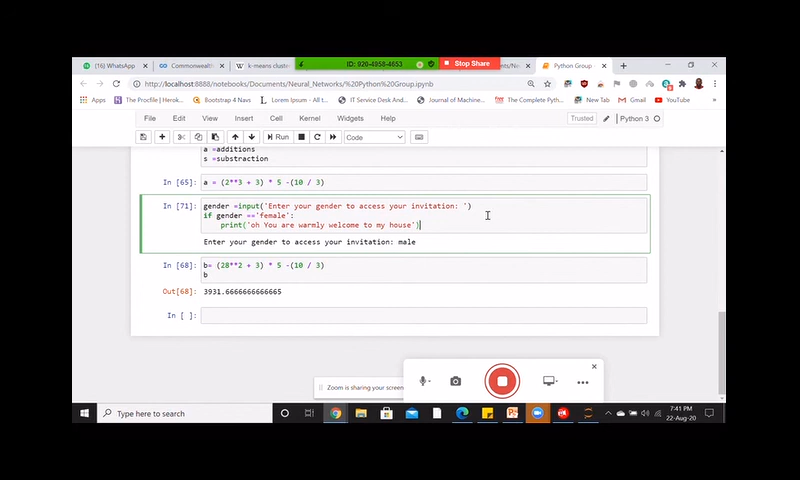 (16) WhatsApp
Commonwealth
k-means cluster
ID: 920-4958-4653
Stop Share
ts/Ne
Python Group
http://localhost:8888/notebooks/Documents/Neural_Networks/%20Python%20Group.ipynb
Apps
The Procfile | Herok...
Bootstrap 4 Navs
Lorem Ipsum - All t...
IT Service Desk And...
Journal of Machine...
The Complete Pyth...
New Tab
Gmail
YouTube
File Edit View Insert Cell Kernel Widgets Help
Trusted
Python 3
Run
Code
a =additions
s =substraction
In [65] a = (2**3 + 3) * 5 -(10 / 3)
In [71] gender =input('Enter your gender to access your invitation: ')
if gender =='female':
print('oh You are warmly welcome to my house')
Enter your gender to access your invitation: male
In [68] b= (28**2 + 3) * 5 -(10 / 3)
b
Out[68] 3931.6666666666665
In [ ]
Zoom is sharing your screen
Type here to search
7:41 PM
22-Aug-20